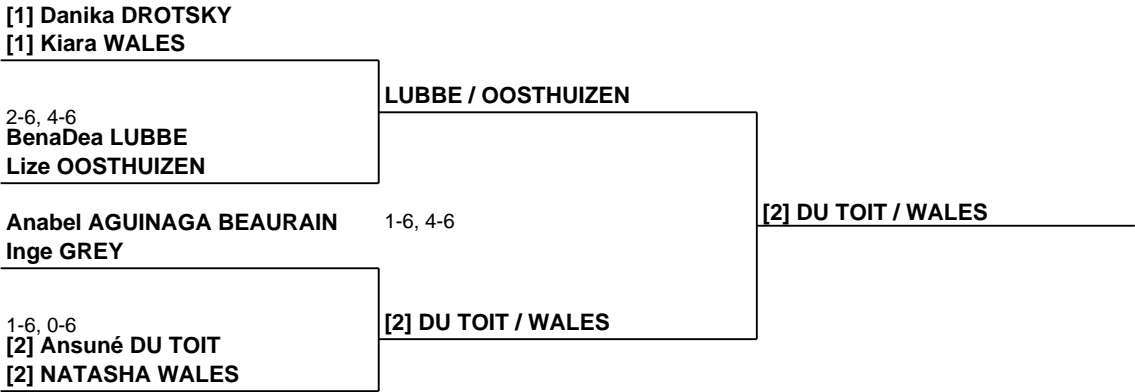 [1] Danika DROTSKY
[1] Kiara WALES
LUBBE / OOSTHUIZEN
2-6, 4-6
BenaDea LUBBE
Lize OOSTHUIZEN
[2] DU TOIT / WALES
Anabel AGUINAGA BEAURAIN
1-6, 4-6
Inge GREY
1-6, 0-6
[2] DU TOIT / WALES
[2] Ansuné DU TOIT
[2] NATASHA WALES